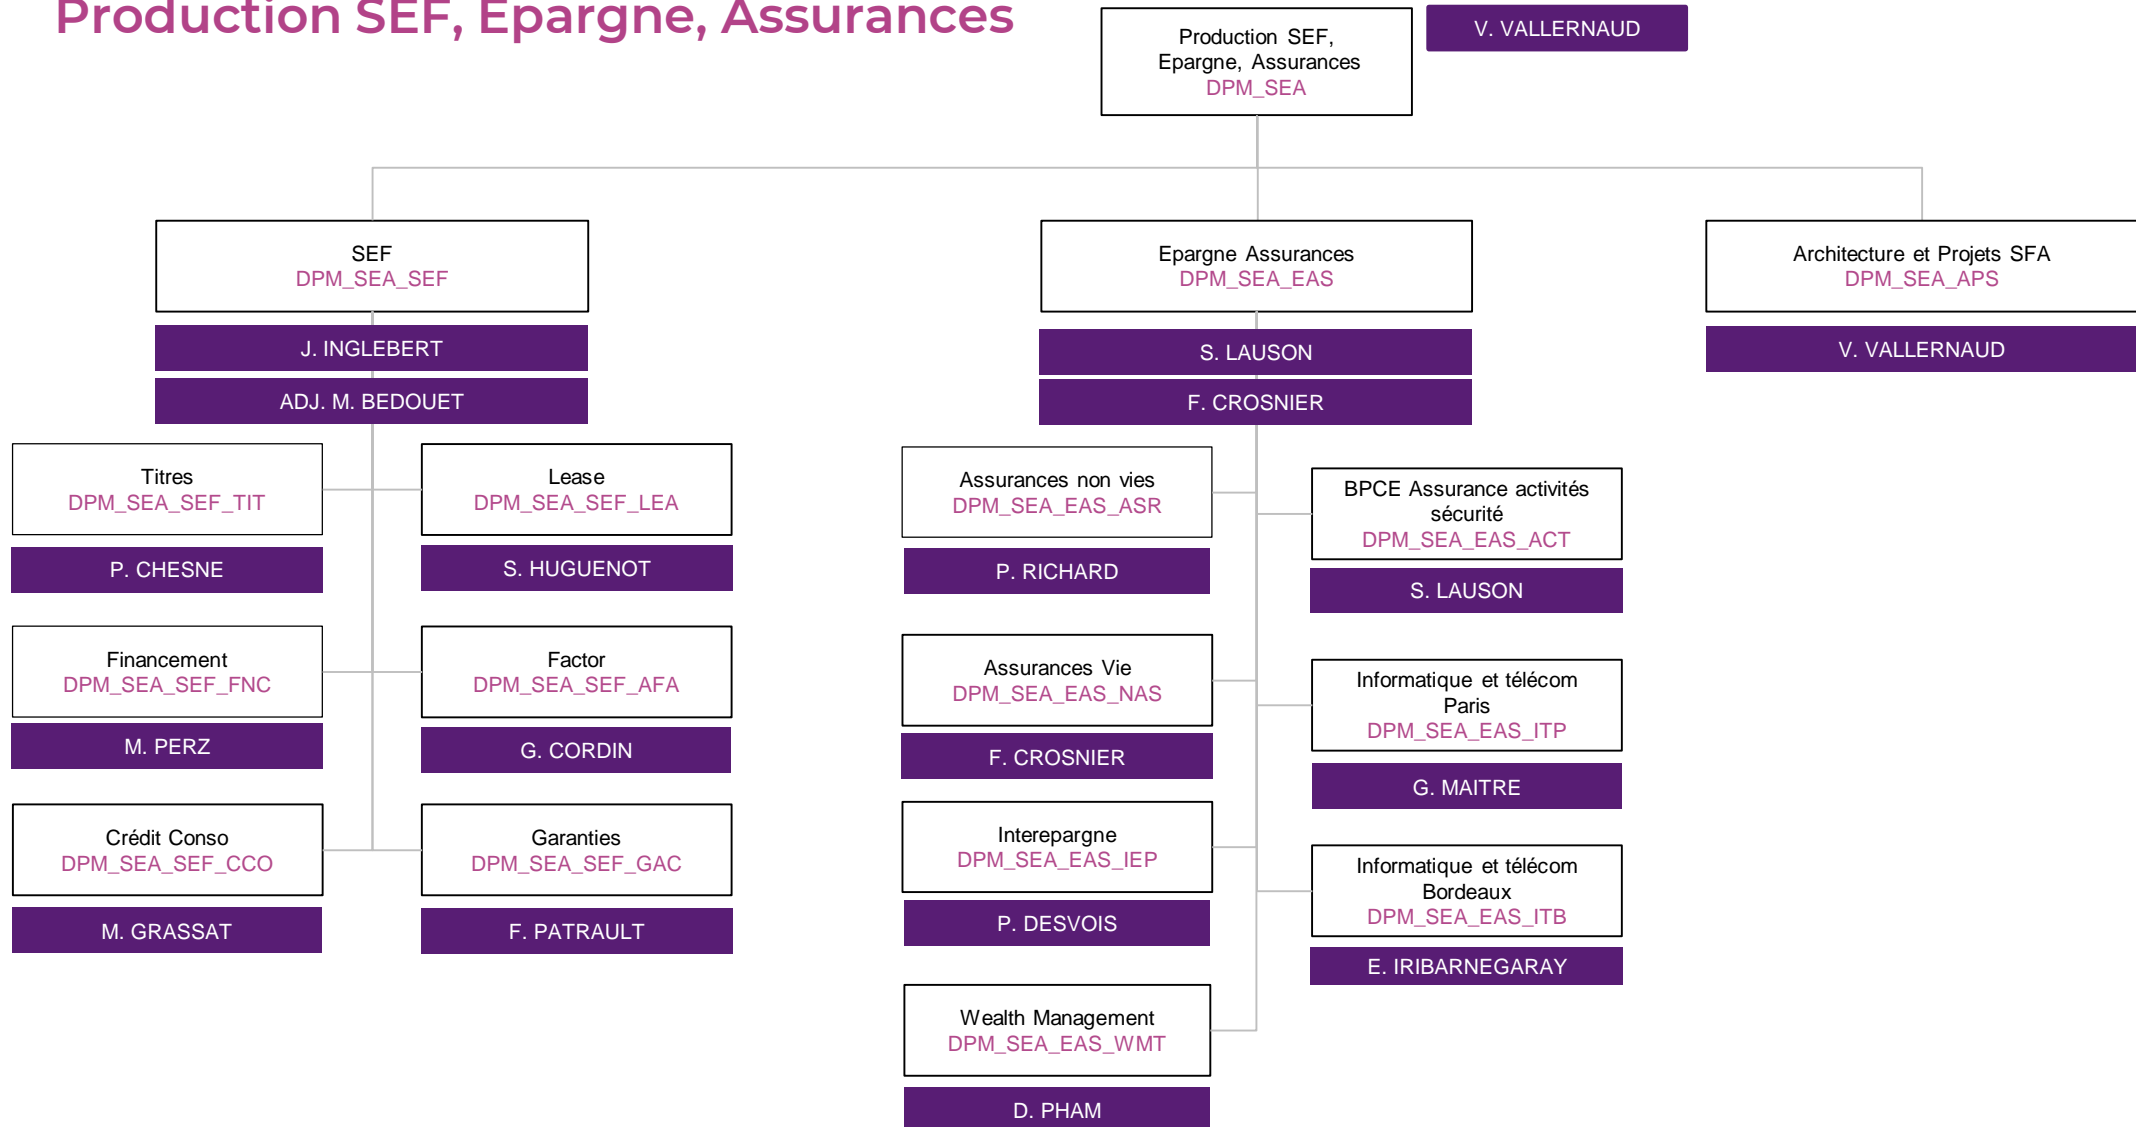 Production SEF, Epargne, Assurances
Production SEF,
Epargne, Assurances
DPM_SEA
V. VALLERNAUD
SEF
DPM_SEA_SEF
J. INGLEBERT
ADJ. M. BEDOUET
Titres
DPM_SEA_SEF_TIT
P. CHESNE
Lease
DPM_SEA_SEF_LEA
S. HUGUENOT
Financement
DPM_SEA_SEF_FNC
M. PERZ
Factor
DPM_SEA_SEF_AFA
G. CORDIN
Crédit Conso
DPM_SEA_SEF_CCO
M. GRASSAT
Garanties
DPM_SEA_SEF_GAC
F. PATRAULT
Epargne Assurances
DPM_SEA_EAS
S. LAUSON
F. CROSNIER
Assurances non vies
DPM_SEA_EAS_ASR
P. RICHARD
BPCE Assurance activités
sécurité
DPM_SEA_EAS_ACT
S. LAUSON
Assurances Vie
DPM_SEA_EAS_NAS
F. CROSNIER
Informatique et télécom
Paris
DPM_SEA_EAS_ITP
G. MAITRE
Interepargne
DPM_SEA_EAS_IEP
P. DESVOIS
Informatique et télécom
Bordeaux
DPM_SEA_EAS_ITB
E. IRIBARNEGARAY
Wealth Management
DPM_SEA_EAS_WMT
D. PHAM
Architecture et Projets SFA
DPM_SEA_APS
V. VALLERNAUD